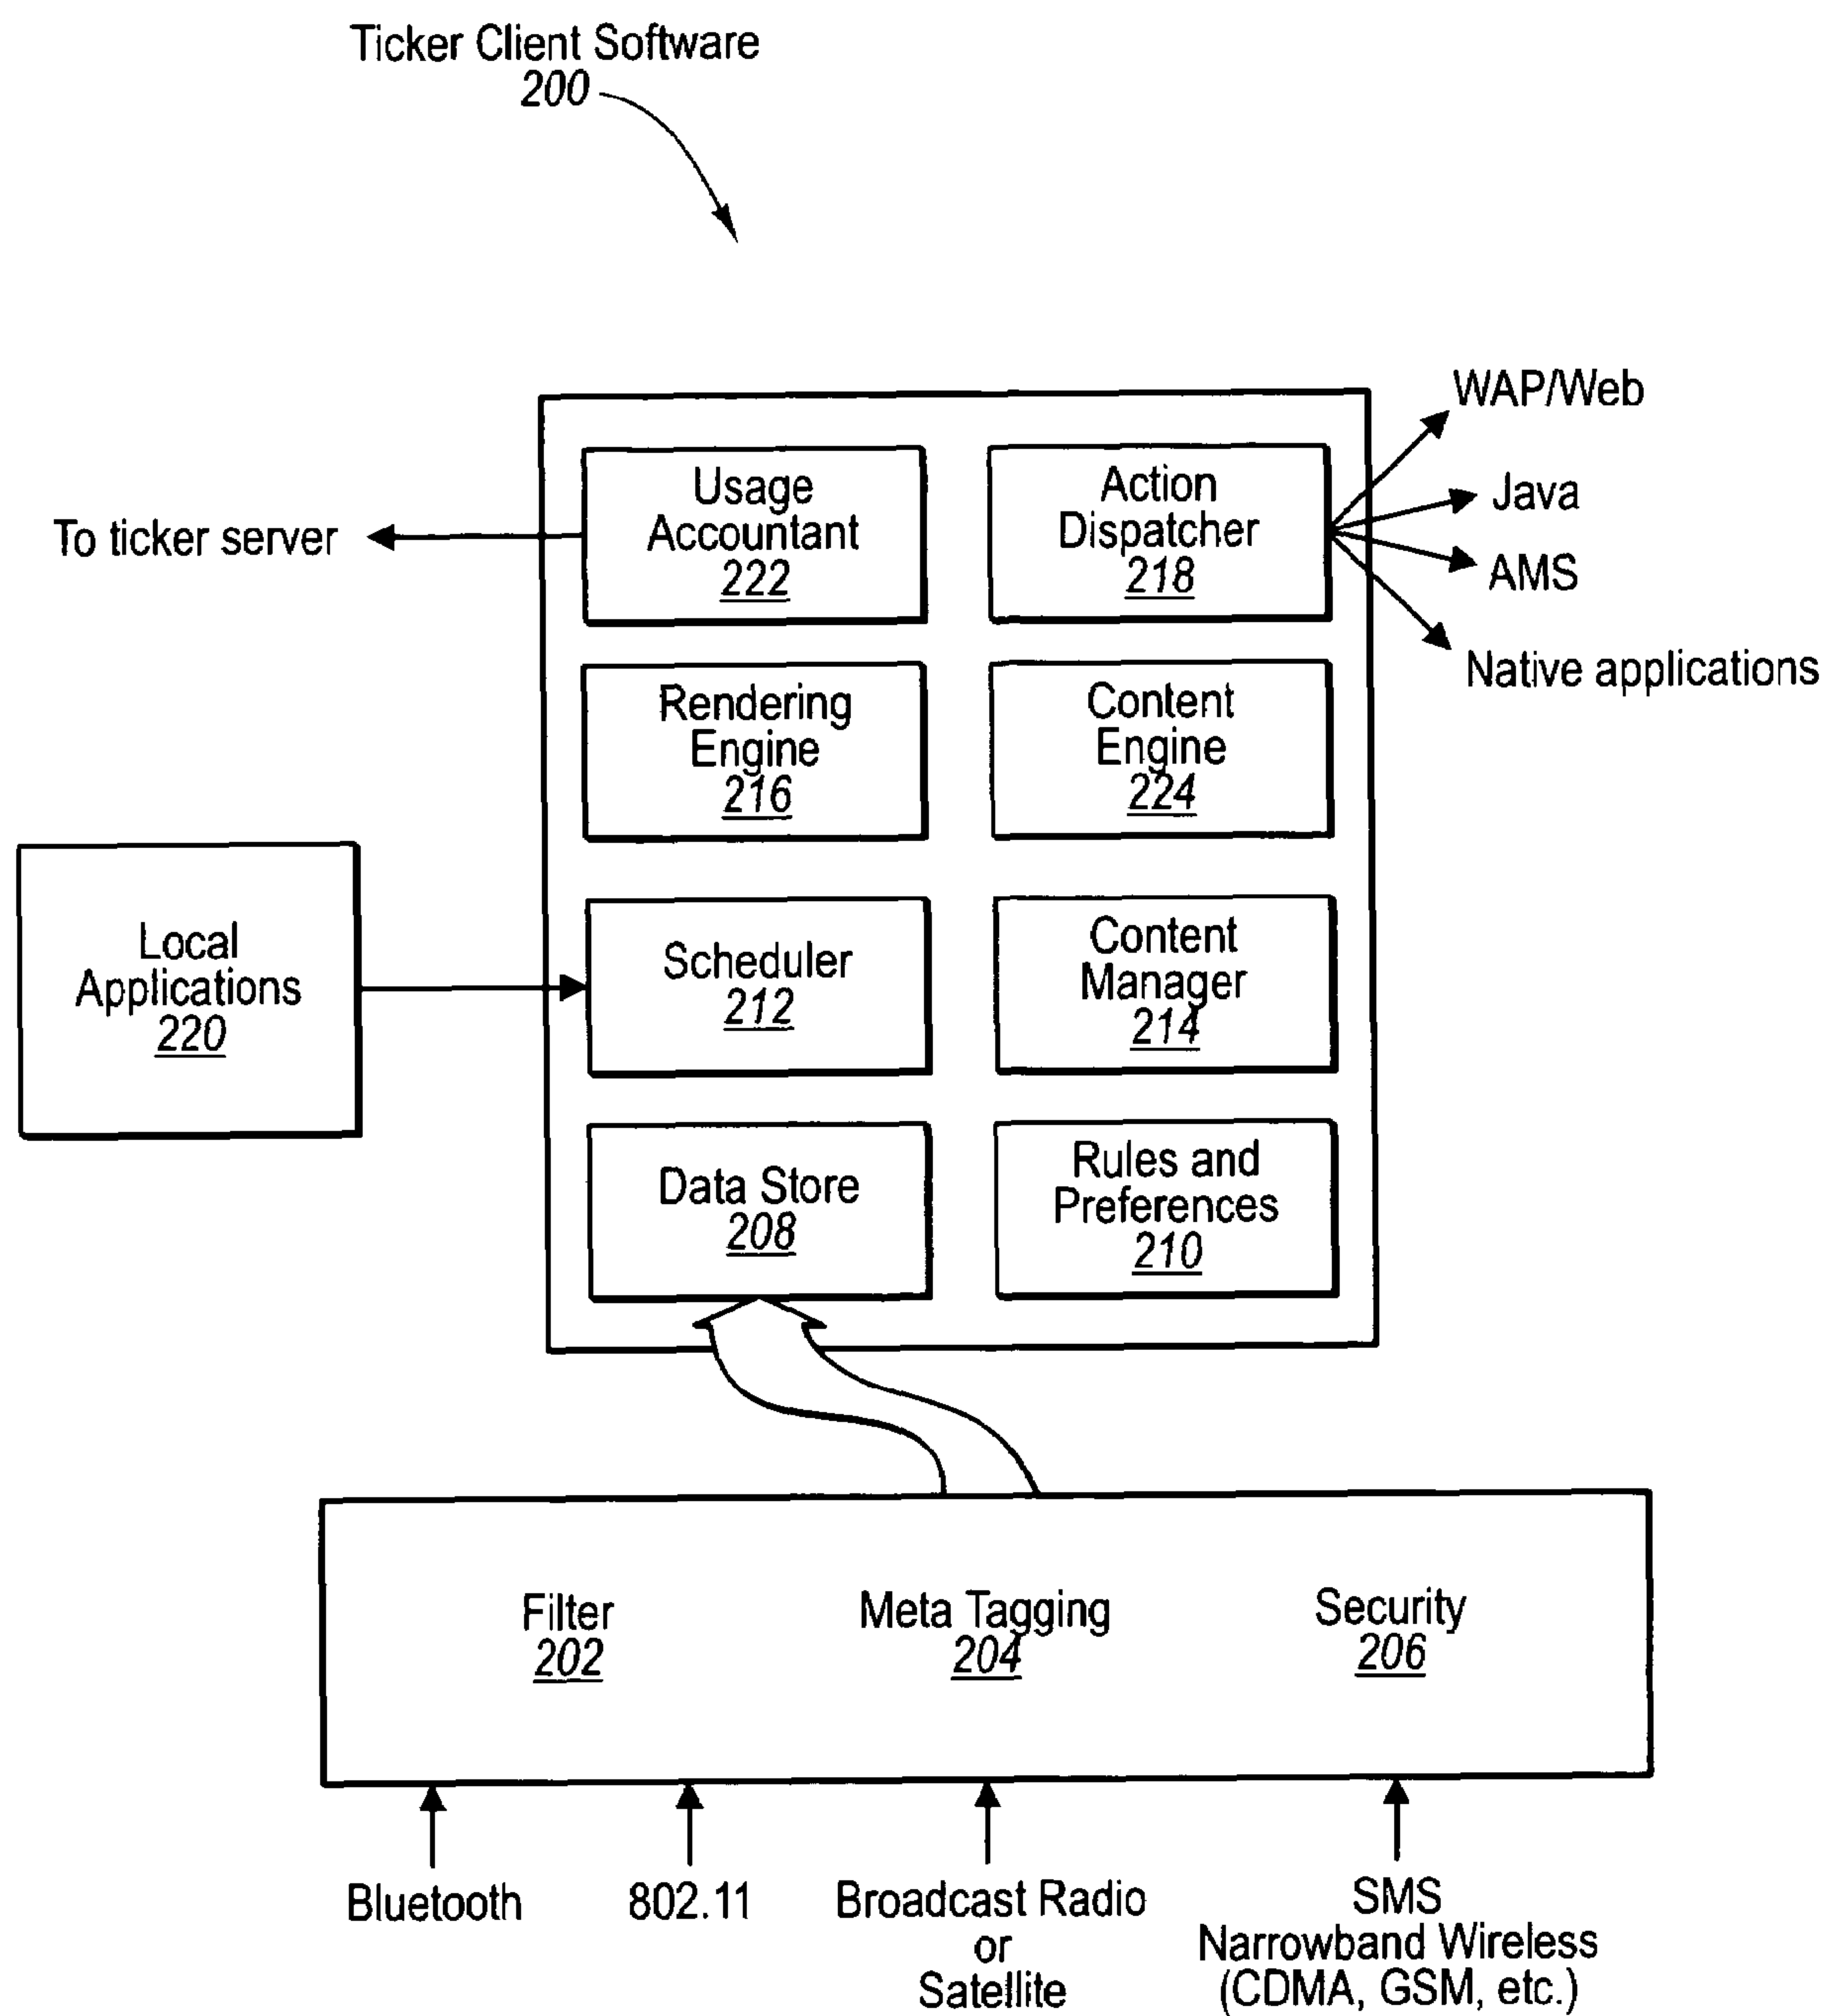 Ticker Client Software
200
WAP/Web
Java
AMS
Native applications
Usage
Accountant
222
Action
Dispatcher
218
To ticker server
Rendering
Engine
216
Content
Engine
224
Local
Applications
220
Scheduler
212
Content
Manager
214
Data Store
208
Rules and
Preferences
210
Filter
202
Meta Tagging
204
Security
206
Bluetooth
802.11
Broadcast Radio
or
Satellite
SMS
Narrowband Wireless
(CDMA, GSM, etc.)